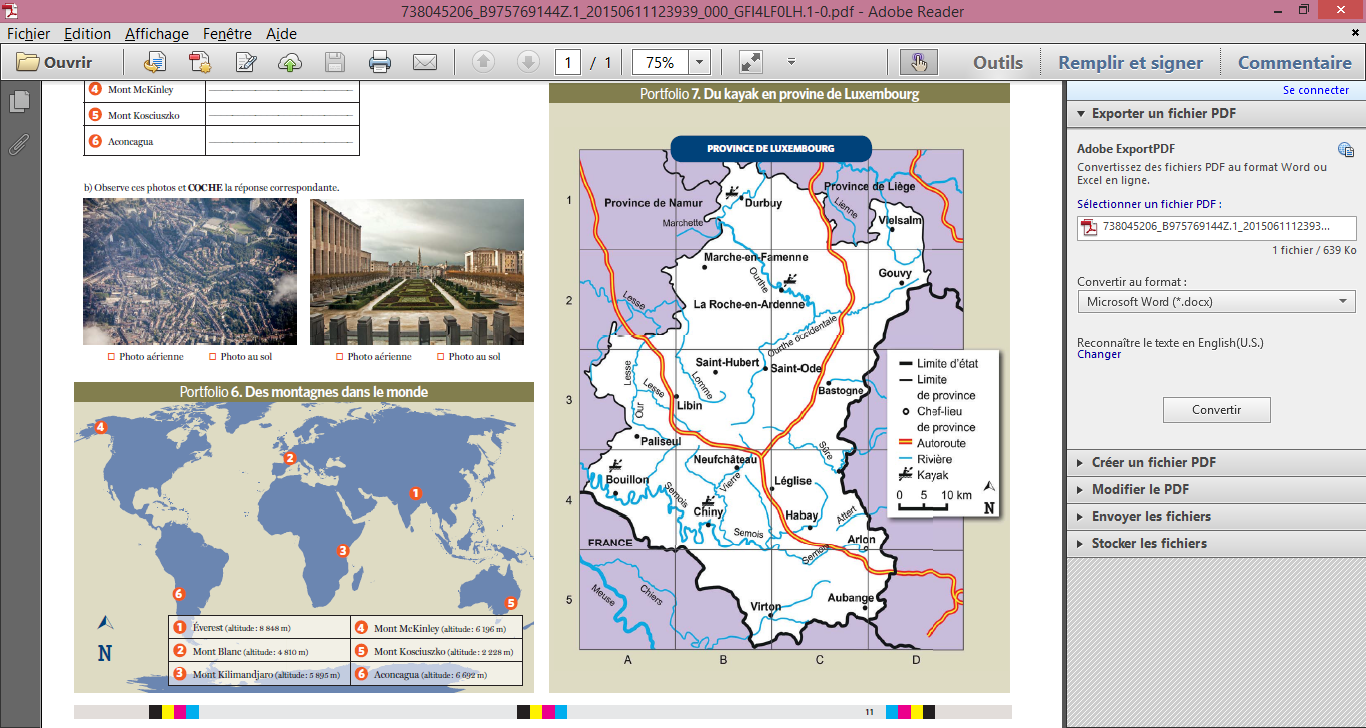 738045206_B975769144Z.1_20150611123939_000_GFI4LF0LH.1-0.pdf - Adobe Reader
Fichier Edition Affichage Fenêtre Aide
Ouvrir 1 / 1 75% Outils Remplir et signer Commentaire
4 Mont McKinley
5 Mont Kosciuszko
6 Aconcagua
b) Observe ces photos et COCHE la réponse correspondante.
Photo aérienne Photo au sol
Photo aérienne Photo au sol
Portfolio 6. Des montagnes dans le monde
4
2
1
3
6
5
N
1 Éverest (altitude : 8 848 m)
4 Mont McKinley (altitude : 6 196 m)
2 Mont Blanc (altitude : 4 810 m)
5 Mont Kosciuszko (altitude : 2 228 m)
3 Mont Kilimandjaro (altitude : 5 895 m)
6 Aconcagua (altitude : 6 692 m)
Portfolio 7. Du kayak en provine de Luxembourg
PROVINCE DE LUXEMBOURG
1
2
3
4
5
Province de Liège
Province de Namur
Durbuy
Lienne
Marchette
Vielsalm
Marche-en-Famenne
Ourthe
Gouvy
Lesse
La Roche-en-Ardenne
Ourthe occidentale
Saint-Hubert
Saint-Ode
Lesse
Lesse
Lomme
Bastogne
Our
Libin
Paliseul
Neufchâteau
Sûre
Bouillon
Semois
Vierre
Léglise
Chiny
Habay
Attert
Semois
Arlon
Semois
FRANCE
Meuse
Chiers
Virton
Aubange
A B C D
Limite d'état
Limite
de province
Chef-lieu
de province
Autoroute
Rivière
Kayak
0 5 10 km
N
11
Se connecter
Exporter un fichier PDF
Adobe ExportPDF
Convertissez des fichiers PDF au format Word ou
Excel en ligne.
Sélectionner un fichier PDF :
738045206_B975769144Z.1_2015061112393...
1 fichier / 639 Ko
Convertir au format :
Microsoft Word (*.docx)
Reconnaître le texte en English(U.S.)
Changer
Convertir
Créer un fichier PDF
Modifier le PDF
Envoyer les fichiers
Stocker les fichiers